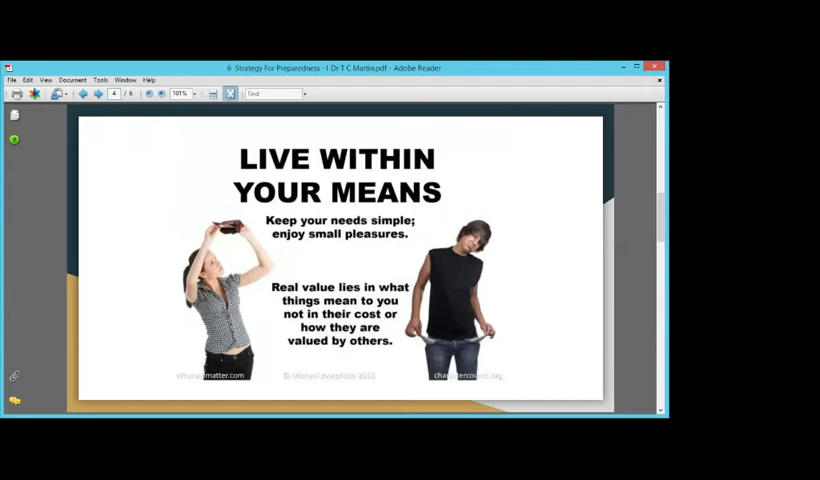 6 Strategy For Preparedness -1 Dr T C Martin.pdf - Adobe Reader
File Edit View Document Tools Window Help
4 / 6 101% Find
LIVE WITHIN
YOUR MEANS
Keep your needs simple;
enjoy small pleasures.
Real value lies in what
things mean to you
not in their cost or
how they are
valued by others.
© Michael Josephson 2013